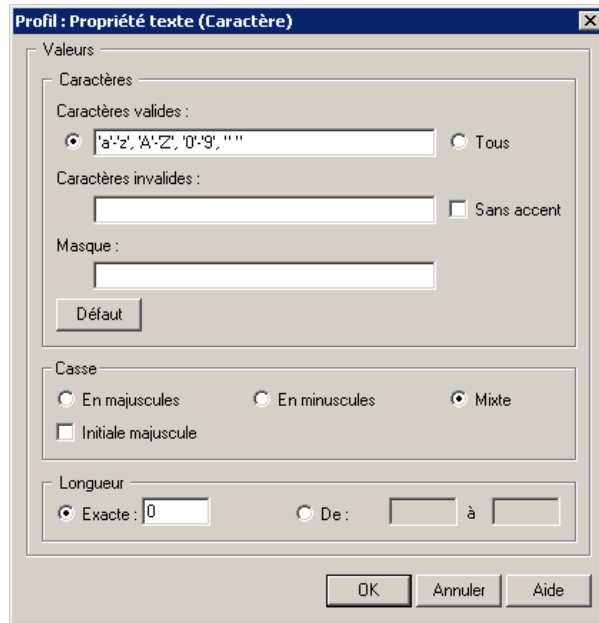 Profil : Propriété texte (Caractère)
Valeurs
Caractères
Caractères valides :
'a'-'z', 'A'-'Z', '0'-'9', " "
Tous
Caractères invalides :
Sans accent
Masque :
Défaut
Casse
En majuscules En minuscules Mixte
Initiale majuscule
Longueur
Exacte : 0 De : à
OK Annuler Aide